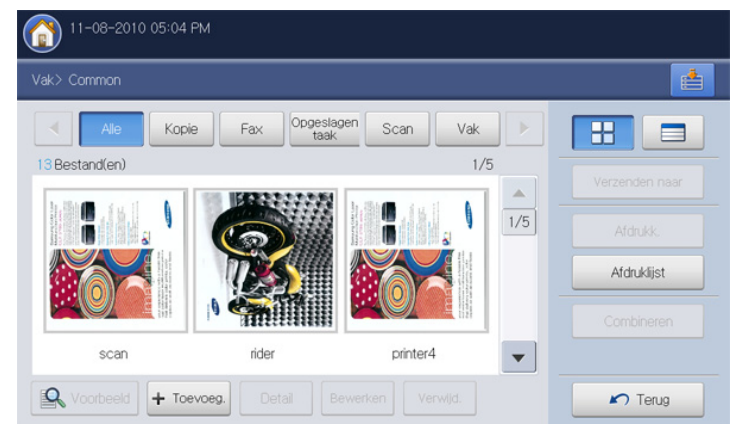 11-08-2010 05:04 PM
Vak> Common
Alle
Kopie
Fax
Opgeslagen
taak
Scan
Vak
13 Bestand(en)
1/5
1/5
scan
rider
printer4
Voorbeeld
+ Toevoeg.
Detail
Bewerken
Verwijd.
Verzenden naar
Afdrukk.
Afdruklijst
Combineren
Terug